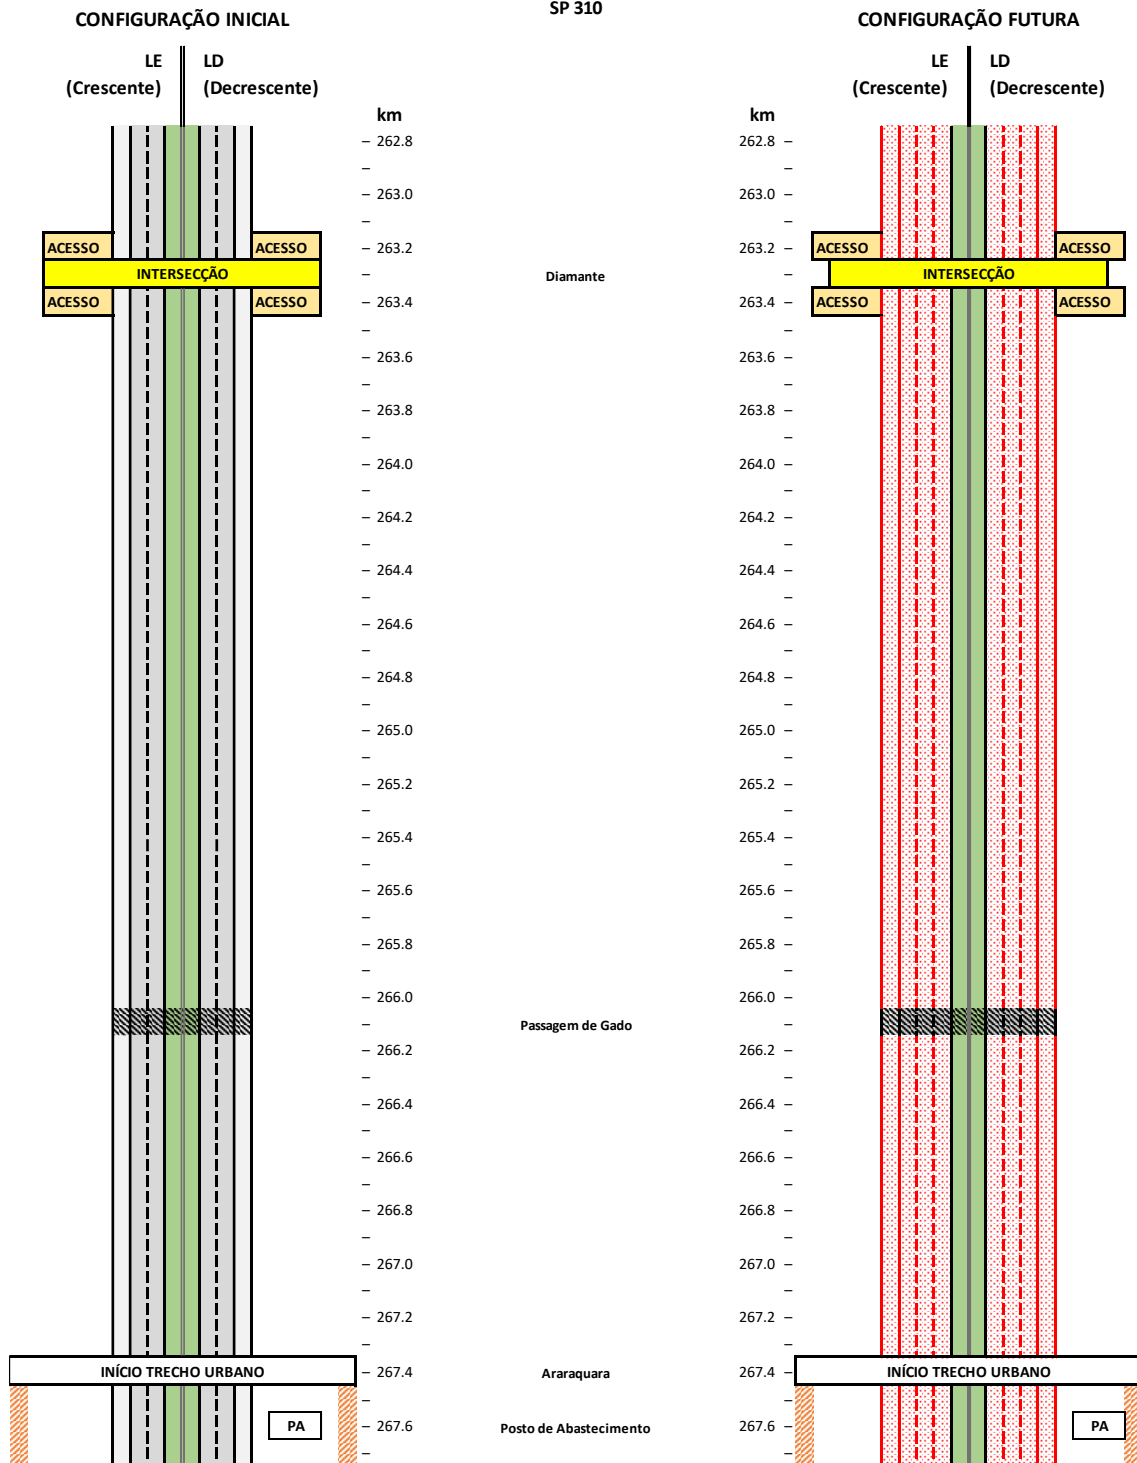 SP 310
CONFIGURAÇÃO INICIAL CONFIGURAÇÃO FUTURA
LE LD LE LD
(Crescente) (Decrescente) (Crescente) (Decrescente)
km km
262.8 262.8
263.0 263.0
ACESSO ACESSO 263.2 263.2 ACESSO ACESSO
INTERSECÇÃO Diamante INTERSECÇÃO
ACESSO ACESSO 263.4 263.4 ACESSO ACESSO
263.6 263.6
263.8 263.8
264.0 264.0
264.2 264.2
264.4 264.4
264.6 264.6
264.8 264.8
265.0 265.0
265.2 265.2
265.4 265.4
265.6 265.6
265.8 265.8
266.0 266.0
Passagem de Gado
266.2 266.2
266.4 266.4
266.6 266.6
266.8 266.8
267.0 267.0
267.2 267.2
INÍCIO TRECHO URBANO 267.4 Araraquara 267.4 INÍCIO TRECHO URBANO
PA 267.6 Posto de Abastecimento 267.6 PA